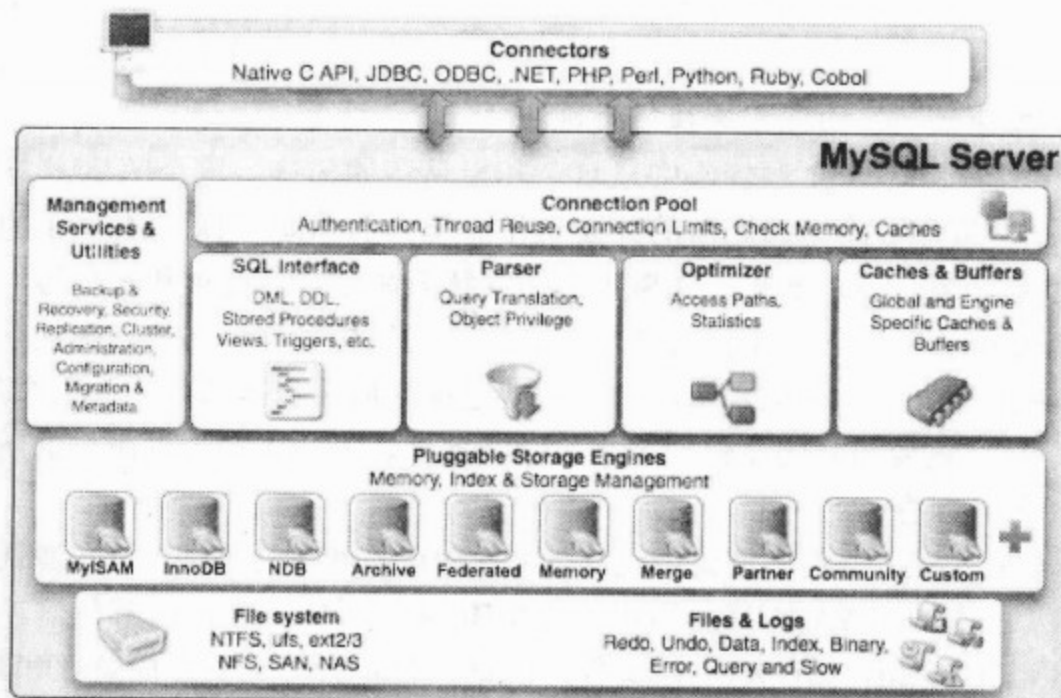 Connectors
Native C API, JDBC, ODBC, .NET, PHP, Perl, Python, Ruby, Cobol
MySQL Server
Management
Services &
Utilities
Backup &
Recovery, Security,
Replication, Cluster,
Administration,
Configuration,
Migration &
Metadata
Connection Pool
Authentication, Thread Reuse, Connection Limits, Check Memory, Caches
SQL Interface
DML, DDL,
Stored Procedures
Views, Triggers, etc.
Parser
Query Translation,
Object Privilege
Optimizer
Access Paths,
Statistics
Caches & Buffers
Global and Engine
Specific Caches &
Buffers
Pluggable Storage Engines
Memory, Index & Storage Management
MyISAM
InnoDB
NDB
Archive
Federated
Memory
Merge
Partner
Community
Custom
File system
NTFS, ufs, ext2/3
NFS, SAN, NAS
Files & Logs
Redo, Undo, Data, Index, Binary,
Error, Query and Slow